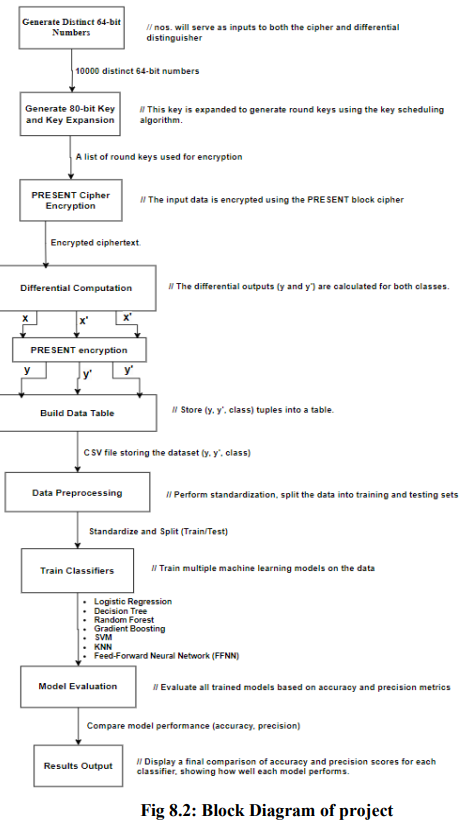 Generate Distinct 64-bit
Numbers
// nos. will serve as inputs to both the cipher and differential
distinguisher
10000 distinct 64-bit numbers
Generate 80-bit Key
and Key Expansion
// This key is expanded to generate round keys using the key scheduling
algorithm.
A list of round keys used for encryption
PRESENT Cipher
Encryption
// The input data is encrypted using the PRESENT block cipher
Encrypted ciphertext.
Differential Computation
// The differential outputs (y and y') are calculated for both classes.
x x' x'
PRESENT encryption
y y' y'
Build Data Table
// Store (y, y', class) tuples into a table.
CSV file storing the dataset (y, y', class)
Data Preprocessing
// Perform standardization, split the data into training and testing sets
Standardize and Split (Train/Test)
Train Classifiers
// Train multiple machine learning models on the data
• Logistic Regression
• Decision Tree
• Random Forest
• Gradient Boosting
• SVM
• KNN
• Feed-Forward Neural Network (FFNN)
Model Evaluation
// Evaluate all trained models based on accuracy and precision metrics
Compare model performance (accuracy, precision)
Results Output
// Display a final comparison of accuracy and precision scores for each
classifier, showing how well each model performs.
Fig 8.2: Block Diagram of project